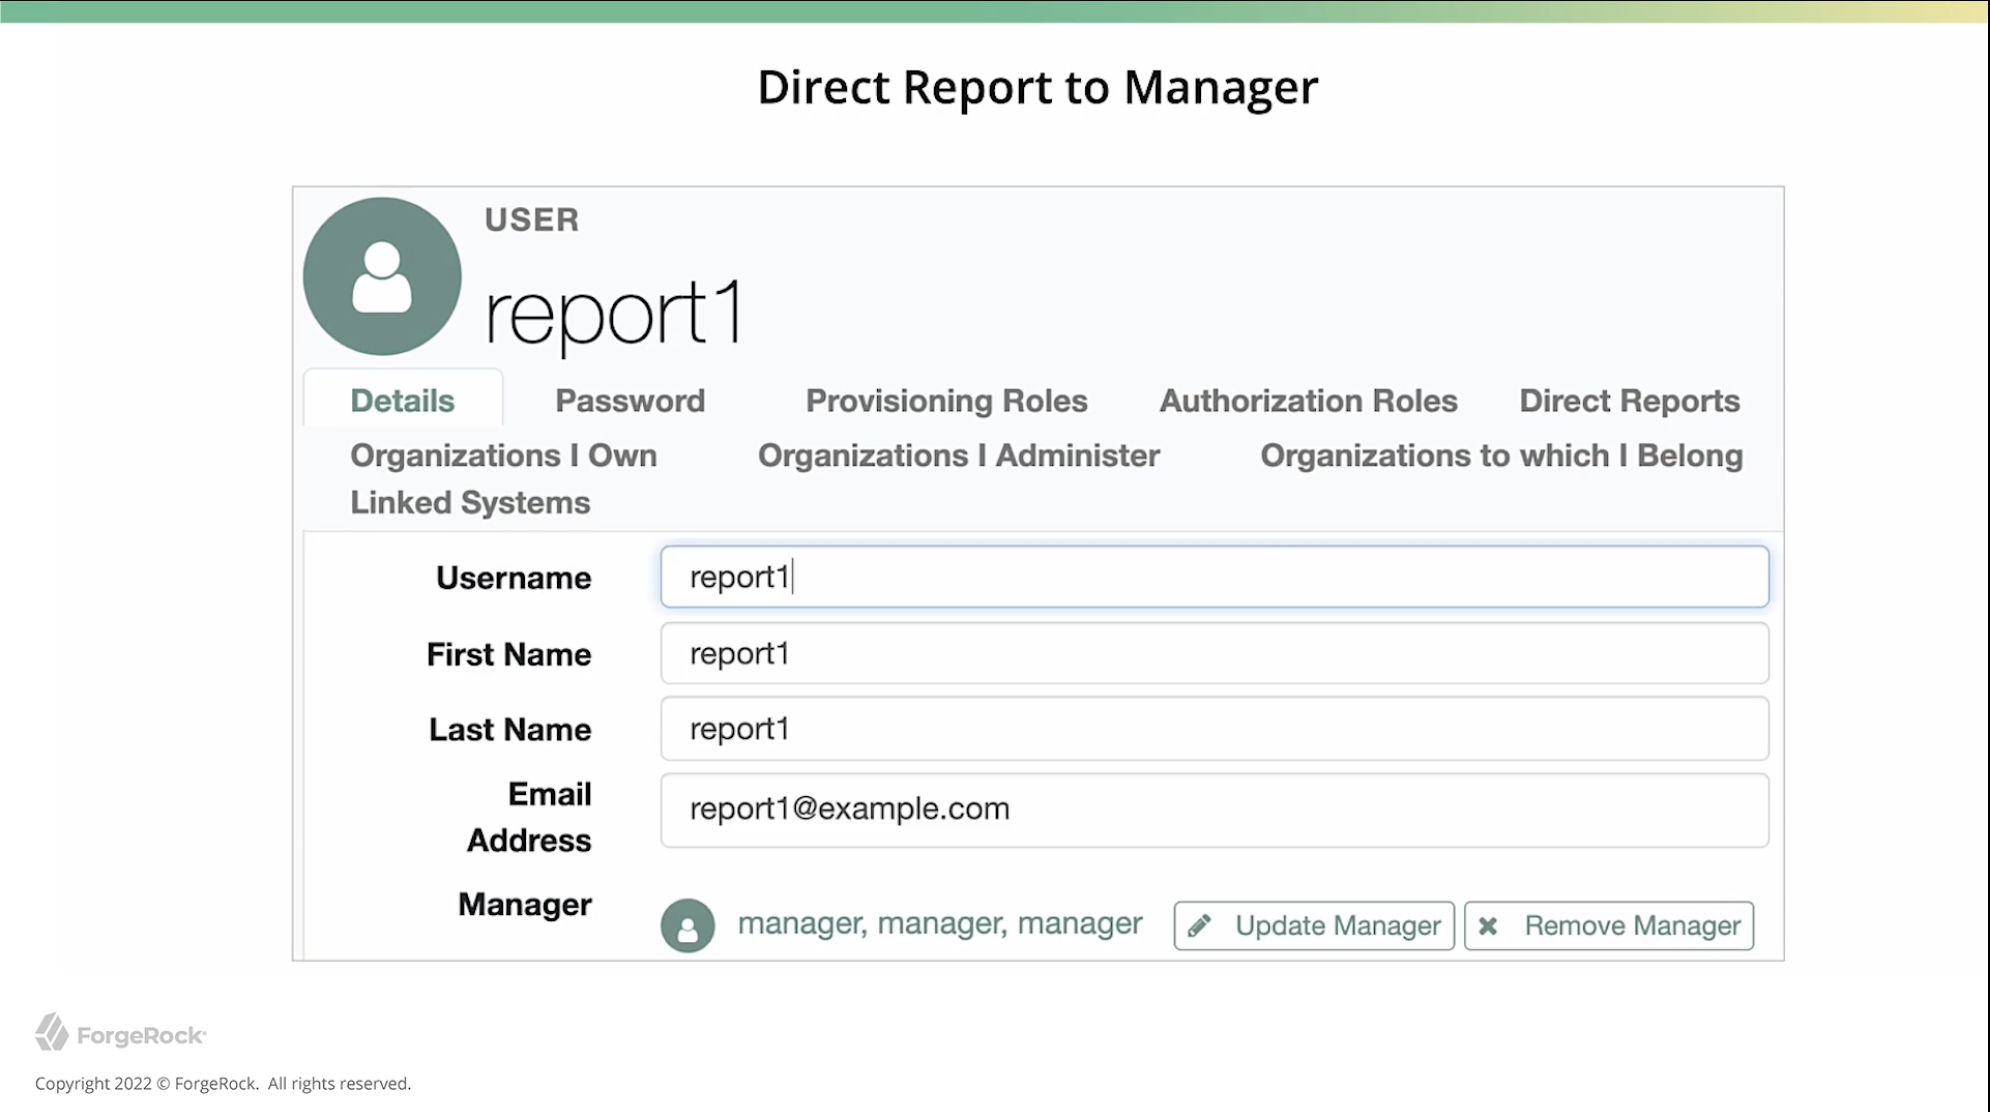 Direct Report to Manager
USER
report1
Details Password Provisioning Roles Authorization Roles Direct Reports
Organizations I Own Organizations I Administer Organizations to which I Belong
Linked Systems
Username report1
First Name report1
Last Name report1
Email
Address report1@example.com
Manager manager, manager, manager Update Manager Remove Manager
ForgeRock
Copyright 2022 © ForgeRock. All rights reserved.